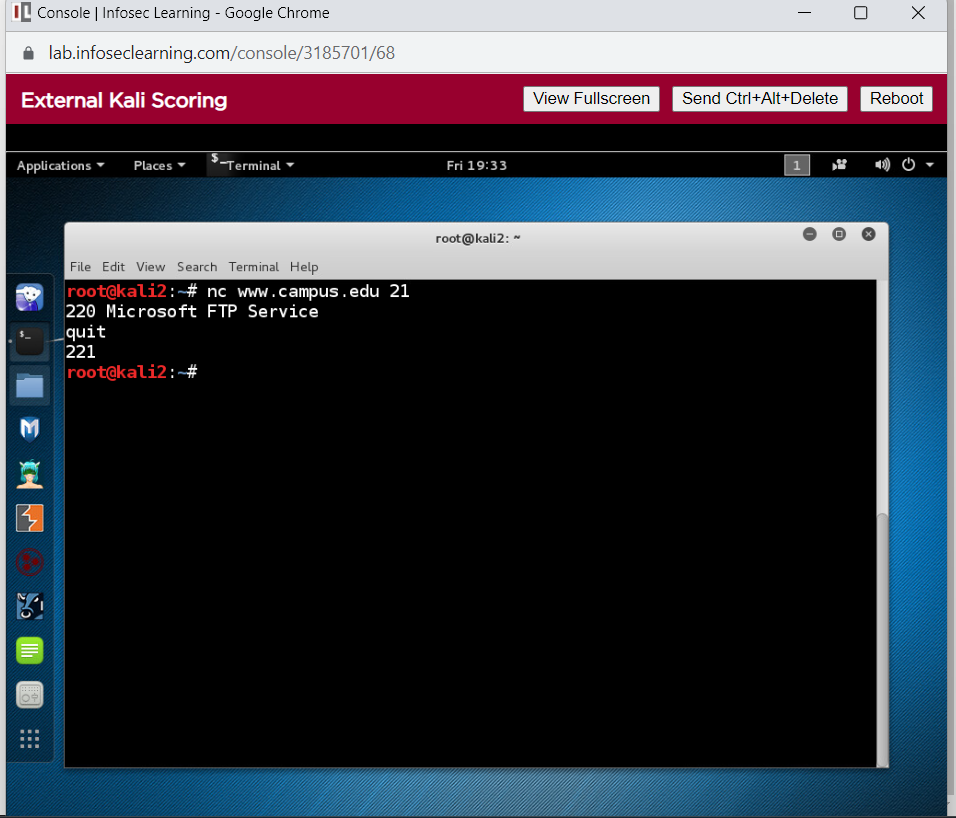 Console | Infosec Learning - Google Chrome
lab.infoseclearning.com/console/3185701/68
External Kali Scoring View Fullscreen Send Ctrl+Alt+Delete Reboot
Applications Places Terminal Fri 19:33 1
root@kali2: ~
File Edit View Search Terminal Help
root@kali2:~# nc www.campus.edu 21
220 Microsoft FTP Service
quit
221
root@kali2:~#